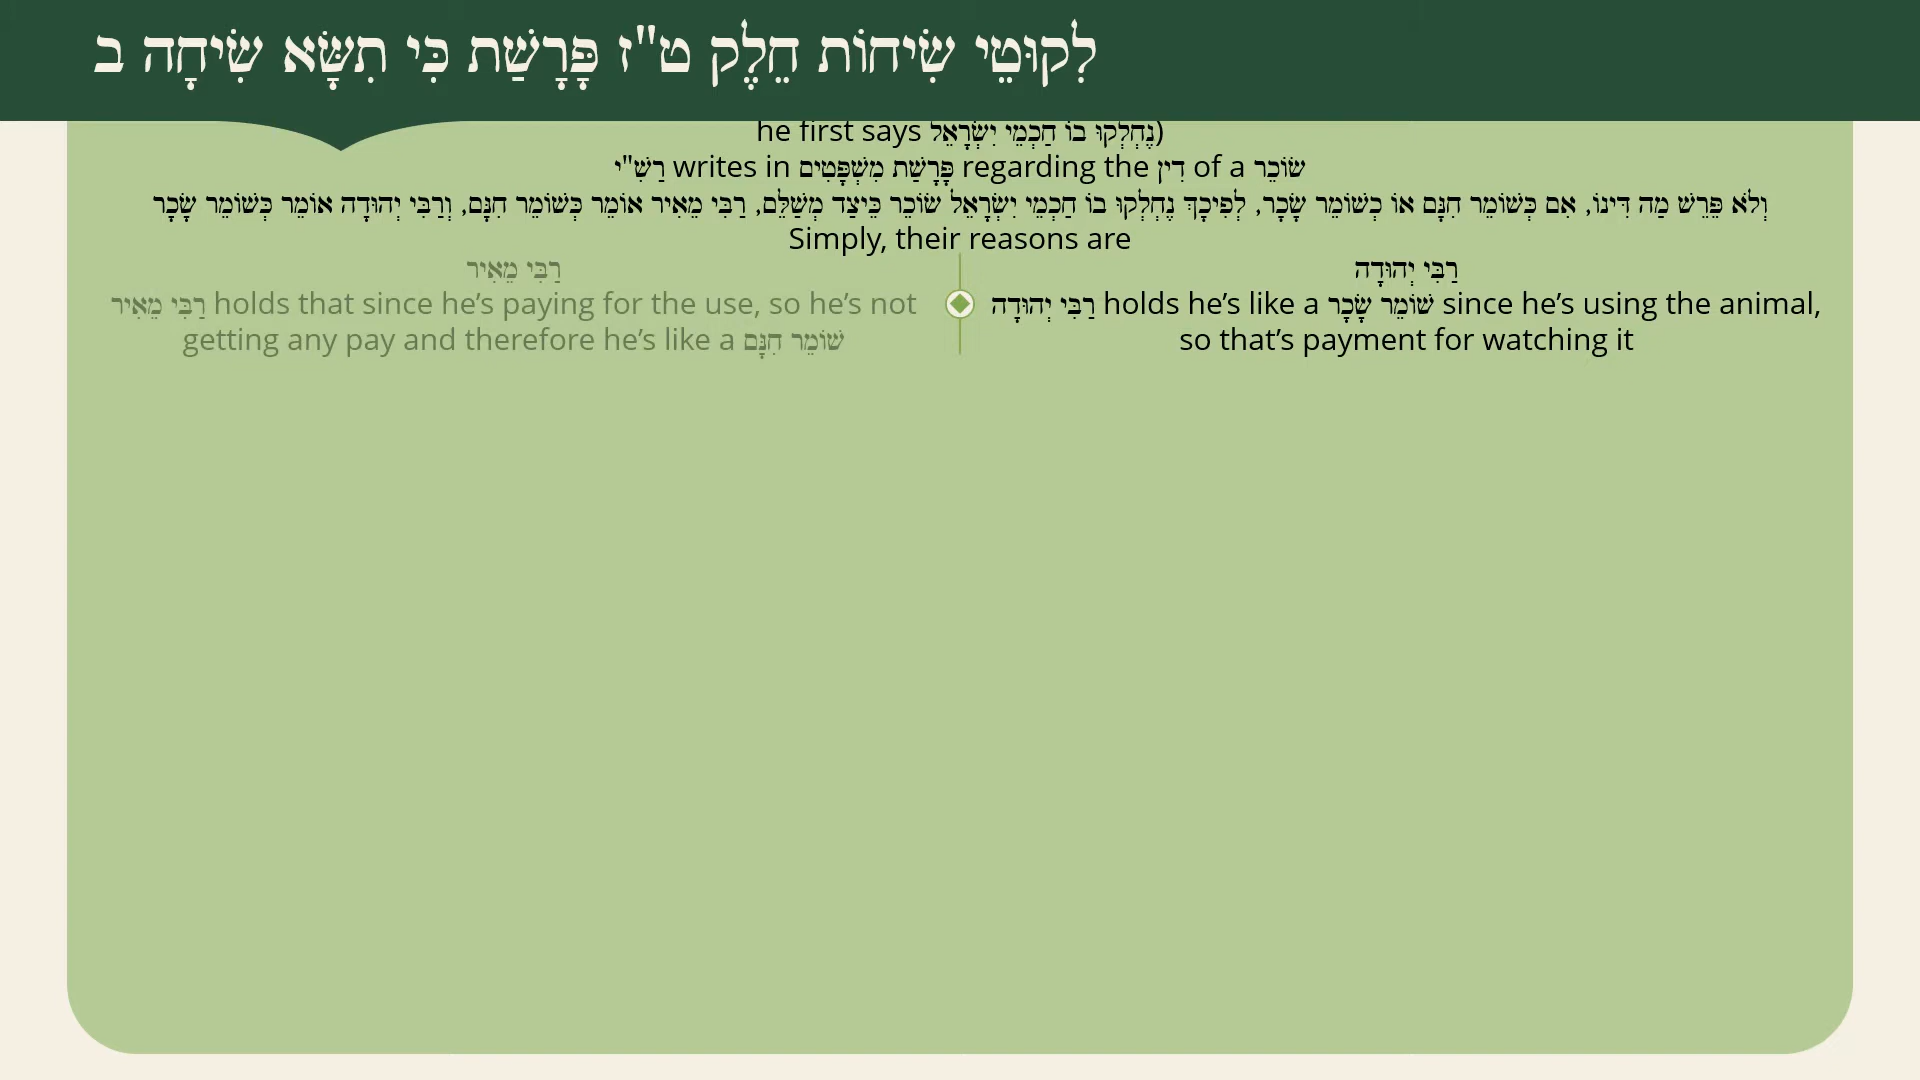 לִקּוּטֵי שִׂיחוֹת חֵלֶק ט"ז פָּרָשַׁת כִּי תִשָּׂא שִׂיחָה ב
he first says נֶחְלְקוּ בוֹ חַכְמֵי יִשְׂרָאֵל)
רַשִׁ"י writes in פָּרָשַׁת מִשְׁפָּטִים regarding the דִין of a שׂוֹכֵר
וְלֹא פֵּרֵשׁ מַה דִּינוֹ, אִם כְּשׁוֹמֵר חִנָּם אוֹ כְשׁוֹמֵר שָׂכָר, לְפִיכָךְ נֶחְלְקוּ בוֹ חַכְמֵי יִשְׂרָאֵל שׂוֹכֵר כֵּיצַד מְשַׁלֵּם, רַבִּי מֵאִיר אוֹמֵר כְּשׁוֹמֵר חִנָּם, וְרַבִּי יְהוּדָה אוֹמֵר כְּשׁוֹמֵר שָׂכָר
Simply, their reasons are
רַבִּי מֵאִיר
רַבִּי מֵאִיר holds that since he’s paying for the use, so he’s not
getting any pay and therefore he’s like a שׁוֹמֵר חִנָּם
רַבִּי יְהוּדָה
רַבִּי יְהוּדָה holds he’s like a שׁוֹמֵר שָׂכָר since he’s using the animal,
so that’s payment for watching it